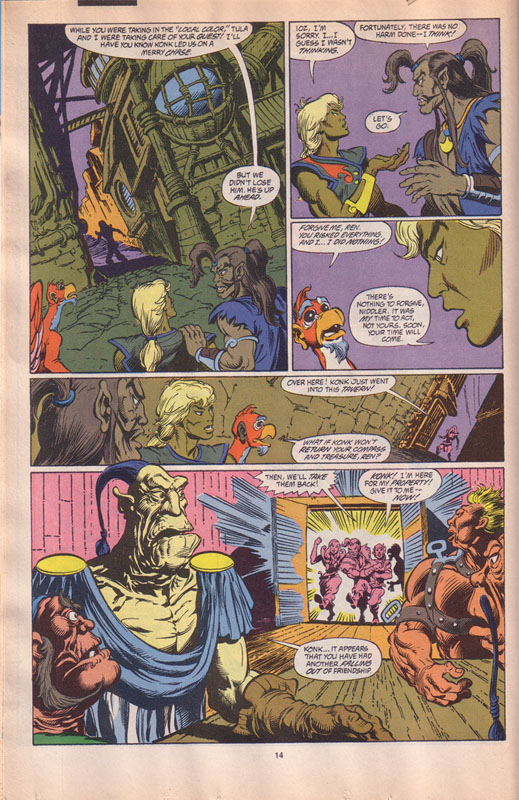 WHILE YOU WERE TAKING IN THE "LOCAL COLOR," TULA
AND I WERE TAKING CARE OF YOUR QUEST! I'LL
HAVE YOU KNOW KONK LED US ON A
MERRY CHASE.
BUT WE
DIDN'T LOSE
HIM. HE'S UP
AHEAD.
IOZ, I'M
SORRY. I... I
GUESS I WASN'T
THINKING.
FORTUNATELY, THERE WAS NO
HARM DONE--I THINK!
LET'S
GO.
FORGIVE ME, REN.
YOU RISKED EVERYTHING,
AND I... I DID NOTHING!
THERE'S
NOTHING TO FORGIVE,
NIDDLER. IT WAS
MY TIME TO ACT,
NOT YOURS. SOON,
YOUR TIME WILL
COME.
OVER HERE! KONK JUST WENT
INTO THIS TAVERN!
WHAT IF KONK WON'T
RETURN YOUR COMPASS
AND TREASURE, REN?
THEN, WE'LL TAKE
THEM BACK!
KONK! I'M HERE
FOR MY PROPERTY!
GIVE IT TO ME--
NOW!
KONK... IT APPEARS
THAT YOU HAVE HAD
ANOTHER FALLING
OUT OF FRIENDSHIP.
14